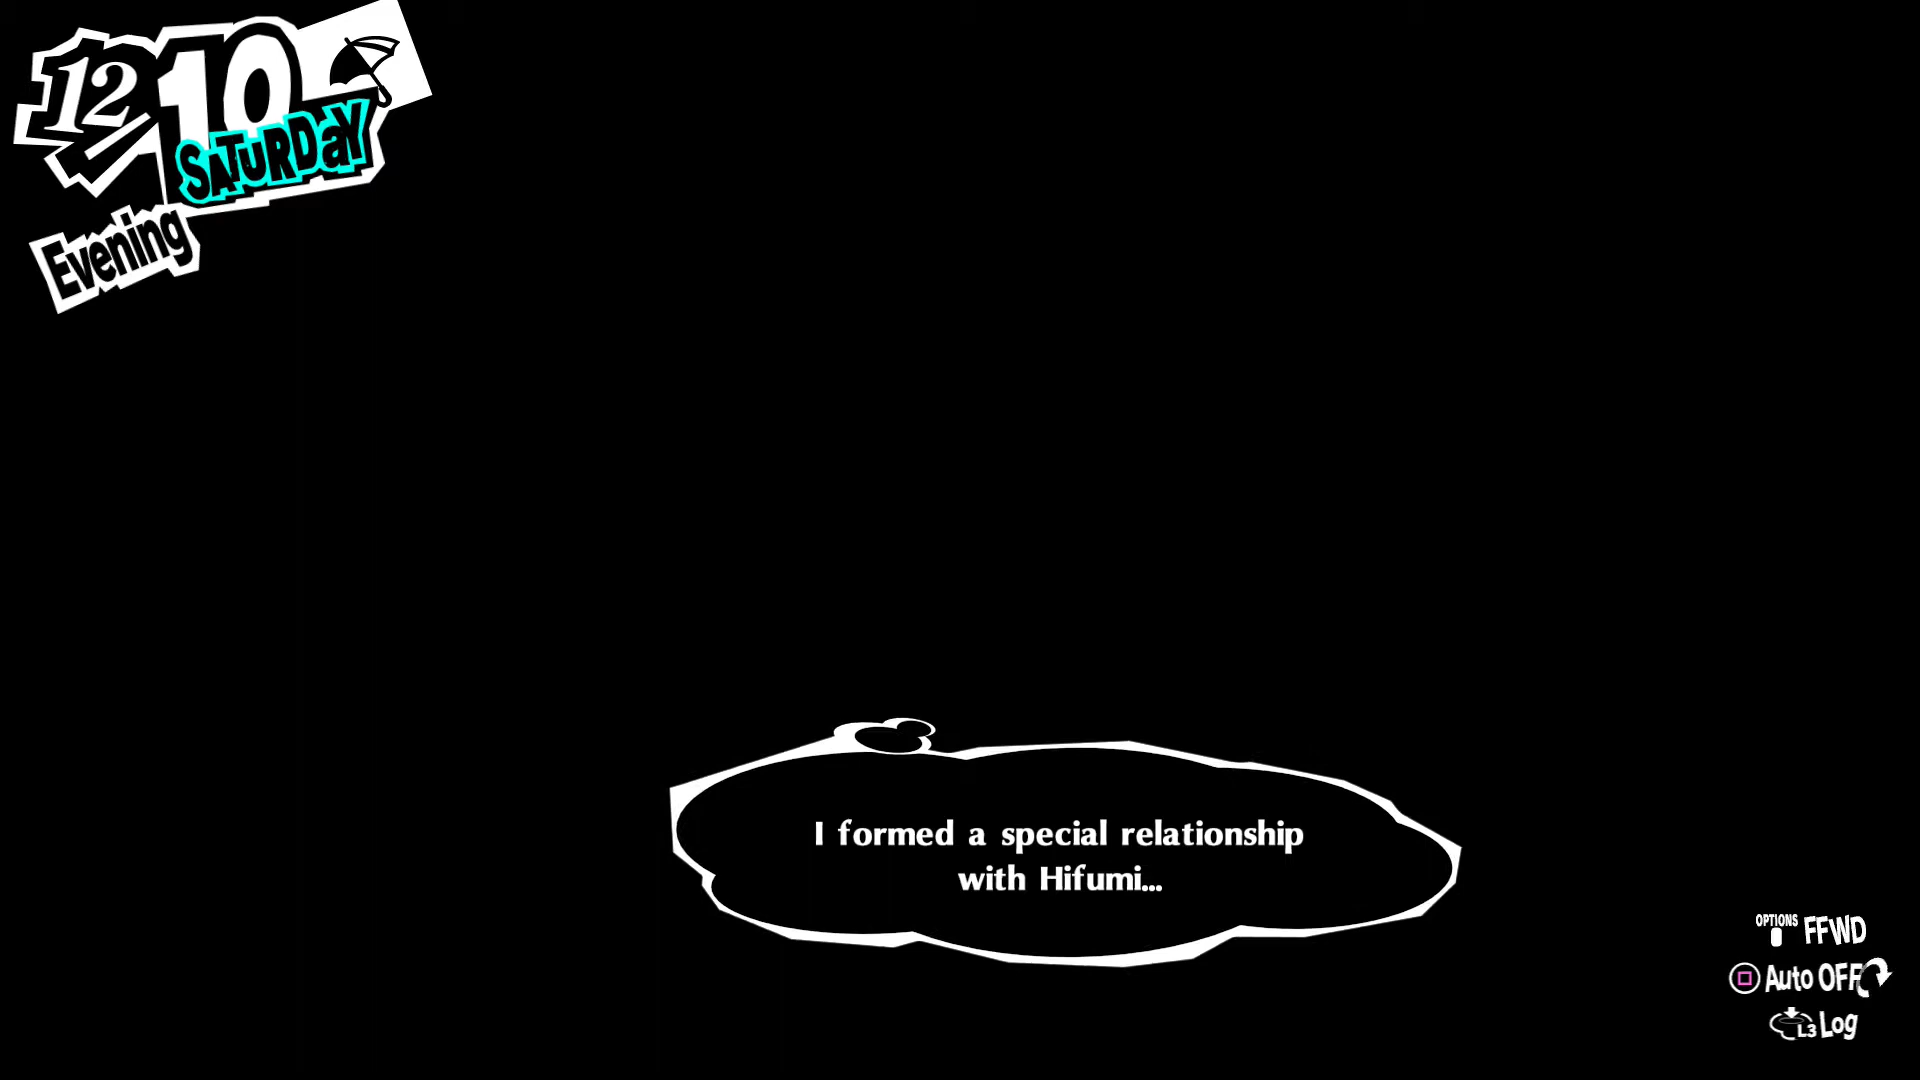 12/10
SATURDaY
Evening
I formed a special relationship
with Hifumi...
OPTIONS FFWD
Auto OFF
L3 Log